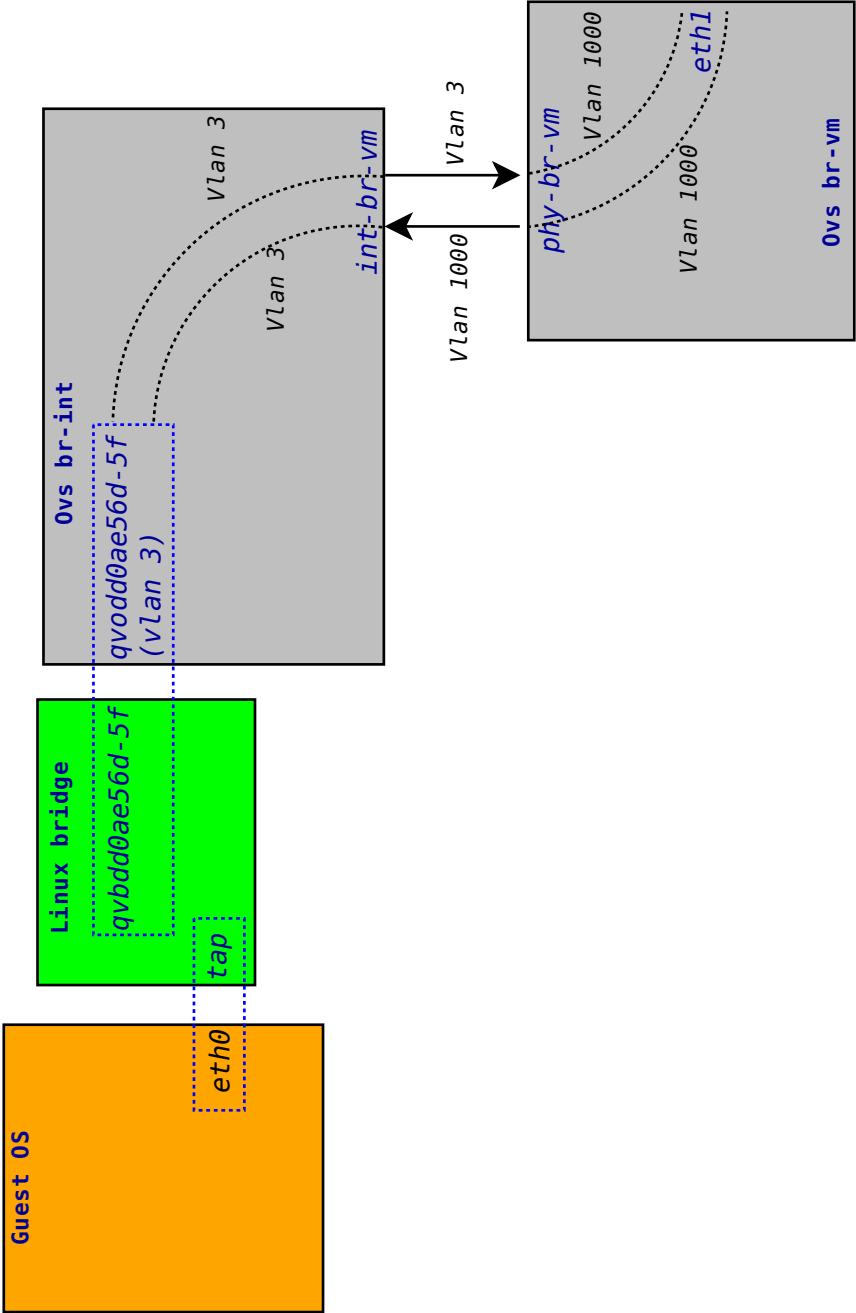 Guest OS
eth0
tap
Linux bridge
qvbdd0ae56d-5f
Ovs br-int
qvodd0ae56d-5f
(vlan 3)
Vlan 3
Vlan 3
int-br-vm
Vlan 3
Vlan 1000
phy-br-vm
Vlan 1000
Vlan 1000
eth1
Ovs br-vm